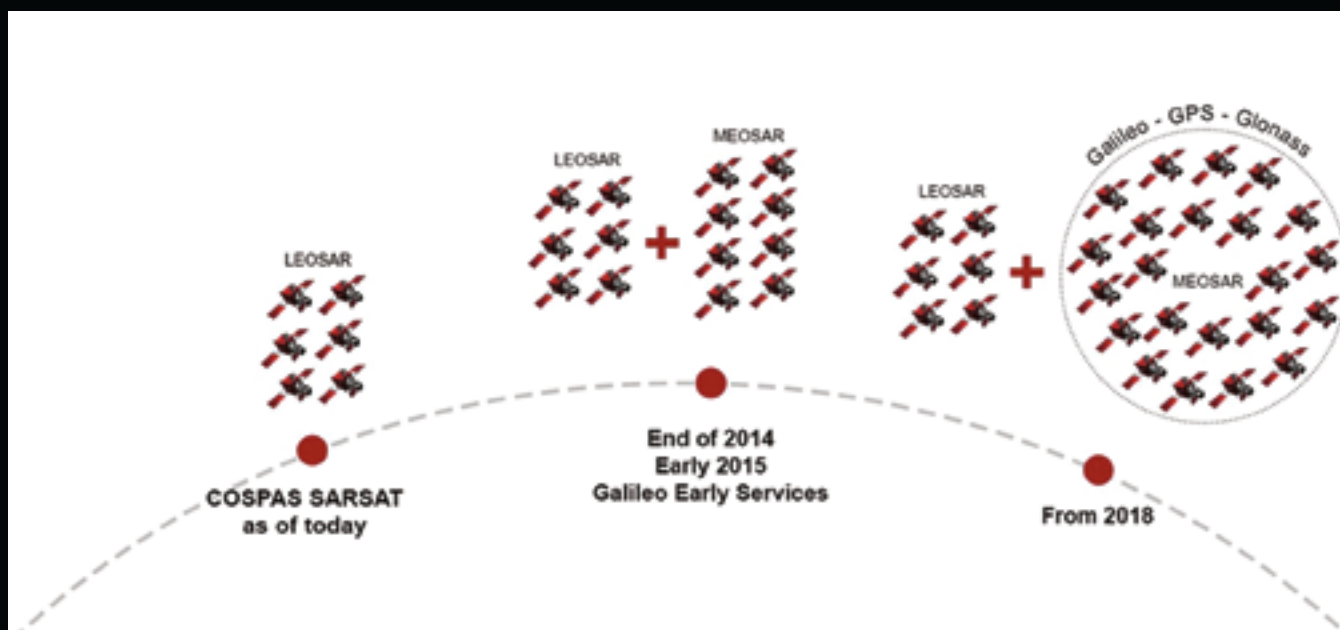 LEOSAR
COSPAS SARSAT
as of today
LEOSAR
+
MEOSAR
End of 2014
Early 2015
Galileo Early Services
LEOSAR
+
Galileo - GPS - Glonass
MEOSAR
From 2018